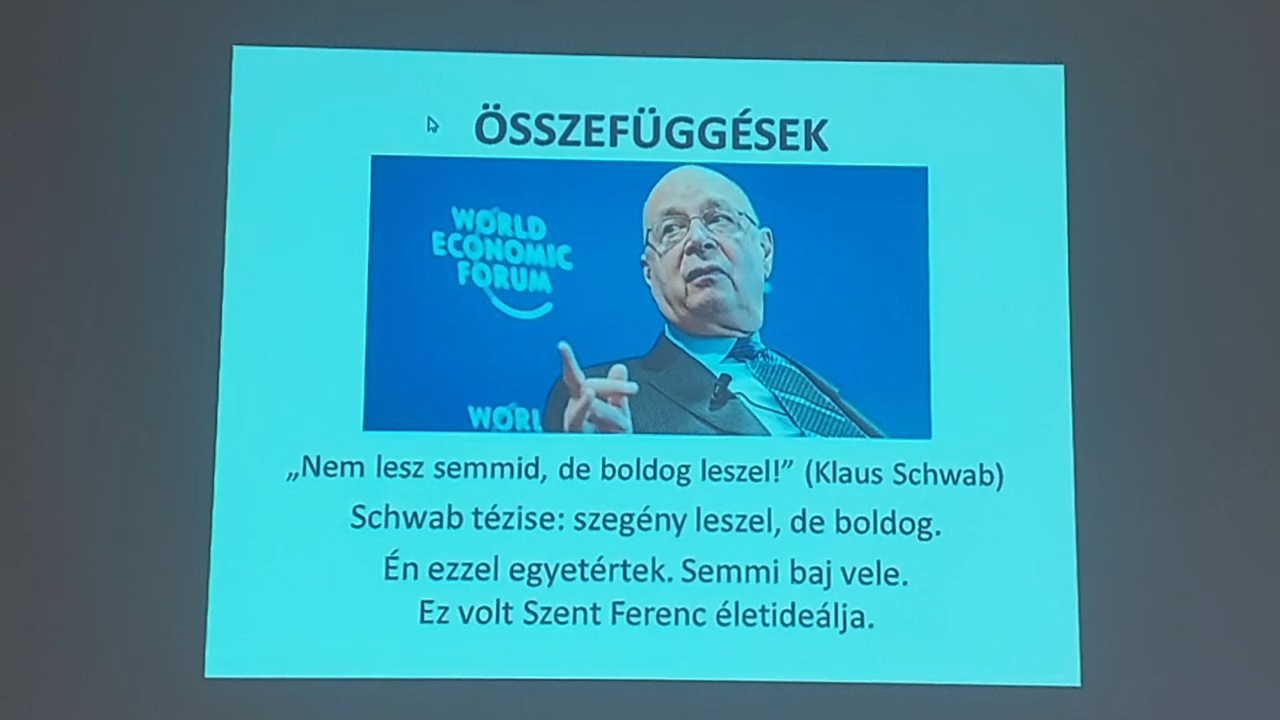 ÖSSZEFÜGGÉSEK
WORLD
ECONOMIC
FORUM
WORL
„Nem lesz semmid, de boldog leszel!” (Klaus Schwab)
Schwab tézise: szegény leszel, de boldog.
Én ezzel egyetértek. Semmi baj vele.
Ez volt Szent Ferenc életideálja.